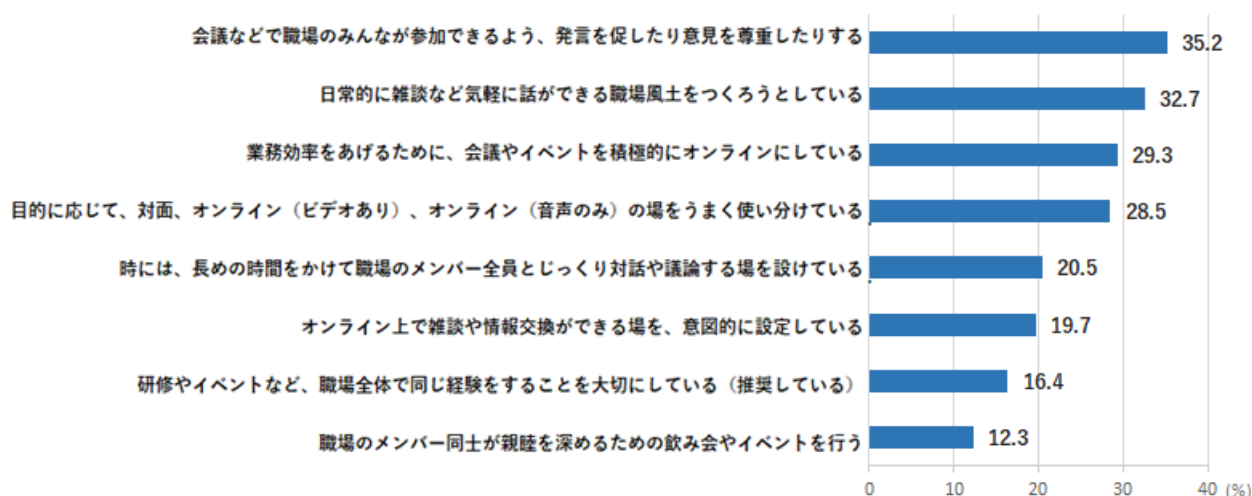 会議などで職場のみんなが参加できるよう、発言を促したり意見を尊重したりする 35.2
日常的に雑談など気軽に話ができる職場風土をつくろうとしている 32.7
業務効率をあげるために、会議やイベントを積極的にオンラインにしている 29.3
目的に応じて、対面、オンライン（ビデオあり）、オンライン（音声のみ）の場をうまく使い分けている 28.5
時には、長めの時間をかけて職場のメンバー全員とじっくり対話や議論する場を設けている 20.5
オンライン上で雑談や情報交換ができる場を、意図的に設定している 19.7
研修やイベントなど、職場全体で同じ経験をすることを大切にしている（推奨している） 16.4
職場のメンバー同士が親睦を深めるための飲み会やイベントを行う 12.3
0 10 20 30 40 (%)